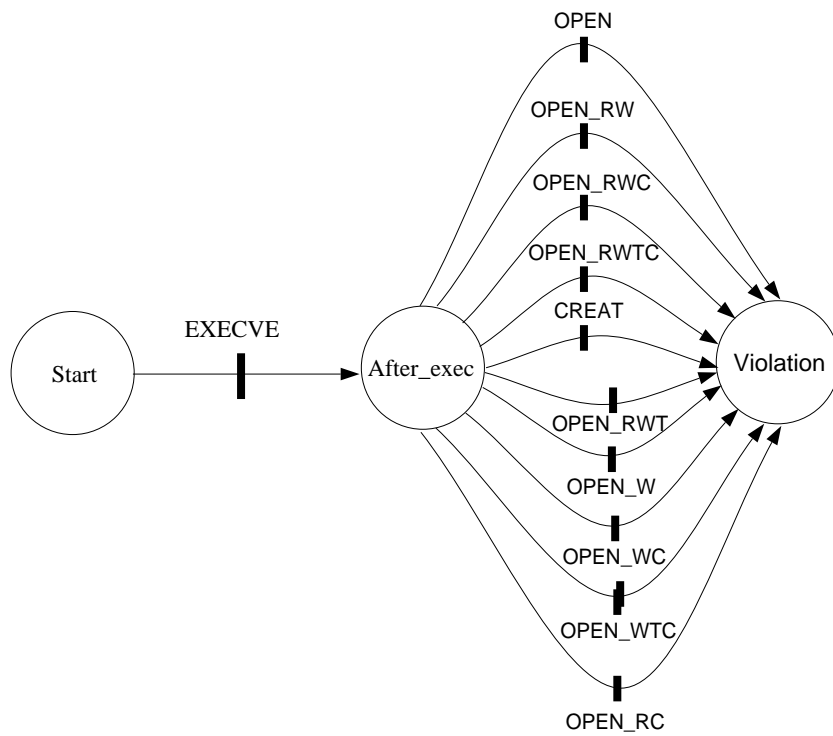 OPEN
OPEN_RW
OPEN_RWC
OPEN_RWTC
CREAT
EXECVE
Start
After_exec
Violation
OPEN_RWT
OPEN_W
OPEN_WC
OPEN_WTC
OPEN_RC